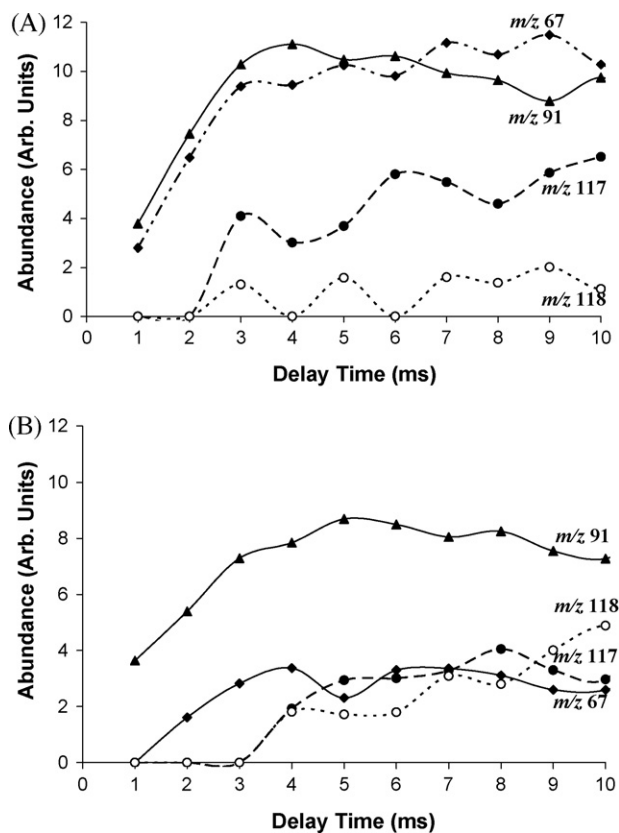 (A)
12
10
8
6
4
2
0
Abundance (Arb. Units)
m/z 67
m/z 91
m/z 117
m/z 118
0 1 2 3 4 5 6 7 8 9 10
Delay Time (ms)
(B)
12
10
8
6
4
2
0
Abundance (Arb. Units)
m/z 91
m/z 118
m/z 117
m/z 67
0 1 2 3 4 5 6 7 8 9 10
Delay Time (ms)